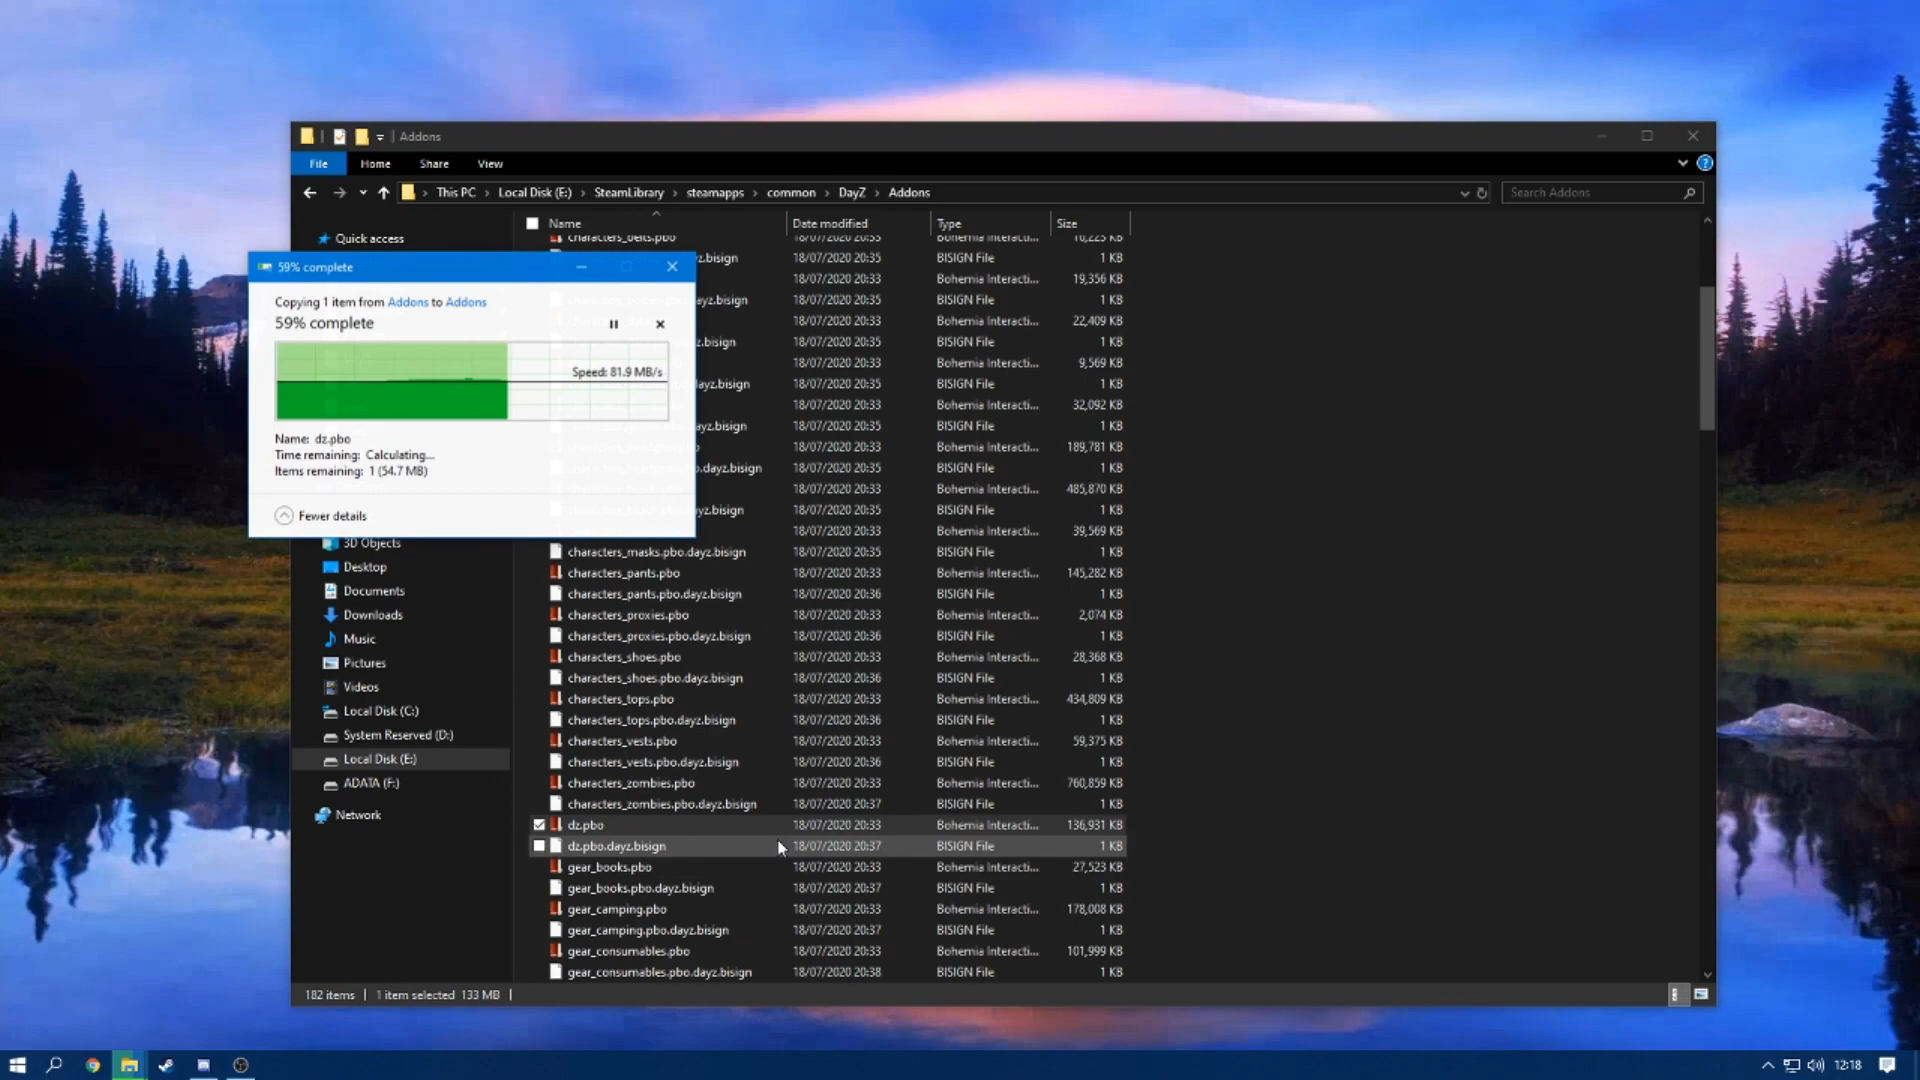 Addons
File Home Share View
This PC Local Disk (E:) SteamLibrary steamapps common DayZ Addons
Search Addons
Name Date modified Type Size
Quick access
characters_belts.pbo 18/07/2020 20:33 Bohemia Interacti... 10,225 KB
z.bisign 18/07/2020 20:35 BISIGN File 1 KB
18/07/2020 20:33 Bohemia Interacti... 19,356 KB
ayz.bisign 18/07/2020 20:35 BISIGN File 1 KB
18/07/2020 20:33 Bohemia Interacti... 22,409 KB
yz.bisign 18/07/2020 20:35 BISIGN File 1 KB
18/07/2020 20:33 Bohemia Interacti... 9,569 KB
layz.bisign 18/07/2020 20:35 BISIGN File 1 KB
18/07/2020 20:33 Bohemia Interacti... 32,092 KB
ayz.bisign 18/07/2020 20:35 BISIGN File 1 KB
18/07/2020 20:33 Bohemia Interacti... 189,781 KB
o.dayz.bisign 18/07/2020 20:35 BISIGN File 1 KB
18/07/2020 20:33 Bohemia Interacti... 485,870 KB
yz.bisign 18/07/2020 20:35 BISIGN File 1 KB
18/07/2020 20:33 Bohemia Interacti... 39,569 KB
characters_masks.pbo.dayz.bisign 18/07/2020 20:35 BISIGN File 1 KB
characters_pants.pbo 18/07/2020 20:33 Bohemia Interacti... 145,282 KB
characters_pants.pbo.dayz.bisign 18/07/2020 20:36 BISIGN File 1 KB
characters_proxies.pbo 18/07/2020 20:33 Bohemia Interacti... 2,074 KB
characters_proxies.pbo.dayz.bisign 18/07/2020 20:36 BISIGN File 1 KB
characters_shoes.pbo 18/07/2020 20:33 Bohemia Interacti... 28,368 KB
characters_shoes.pbo.dayz.bisign 18/07/2020 20:36 BISIGN File 1 KB
characters_tops.pbo 18/07/2020 20:33 Bohemia Interacti... 434,809 KB
characters_tops.pbo.dayz.bisign 18/07/2020 20:36 BISIGN File 1 KB
characters_vests.pbo 18/07/2020 20:33 Bohemia Interacti... 59,375 KB
characters_vests.pbo.dayz.bisign 18/07/2020 20:36 BISIGN File 1 KB
characters_zombies.pbo 18/07/2020 20:33 Bohemia Interacti... 760,859 KB
characters_zombies.pbo.dayz.bisign 18/07/2020 20:37 BISIGN File 1 KB
dz.pbo 18/07/2020 20:33 Bohemia Interacti... 136,931 KB
dz.pbo.dayz.bisign 18/07/2020 20:37 BISIGN File 1 KB
gear_books.pbo 18/07/2020 20:33 Bohemia Interacti... 27,523 KB
gear_books.pbo.dayz.bisign 18/07/2020 20:37 BISIGN File 1 KB
gear_camping.pbo 18/07/2020 20:33 Bohemia Interacti... 178,008 KB
gear_camping.pbo.dayz.bisign 18/07/2020 20:37 BISIGN File 1 KB
gear_consumables.pbo 18/07/2020 20:33 Bohemia Interacti... 101,999 KB
gear_consumables.pbo.dayz.bisign 18/07/2020 20:38 BISIGN File 1 KB
59% complete
Copying 1 item from Addons to Addons
59% complete
Speed: 81.9 MB/s
Name: dz.pbo
Time remaining: Calculating...
Items remaining: 1 (54.7 MB)
Fewer details
3D Objects
Desktop
Documents
Downloads
Music
Pictures
Videos
Local Disk (C:)
System Reserved (D:)
Local Disk (E:)
ADATA (F:)
Network
182 items 1 item selected 133 MB
12:18